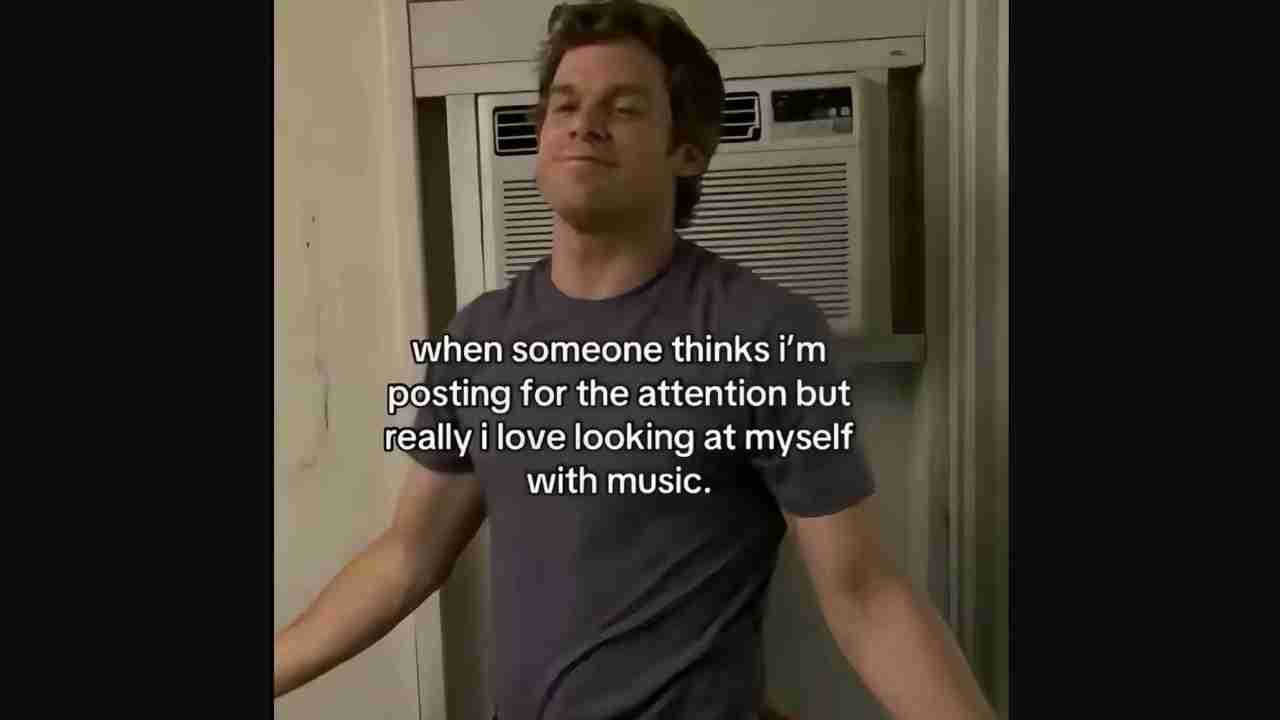 when someone thinks i'm
posting for the attention but
really i love looking at myself
with music.